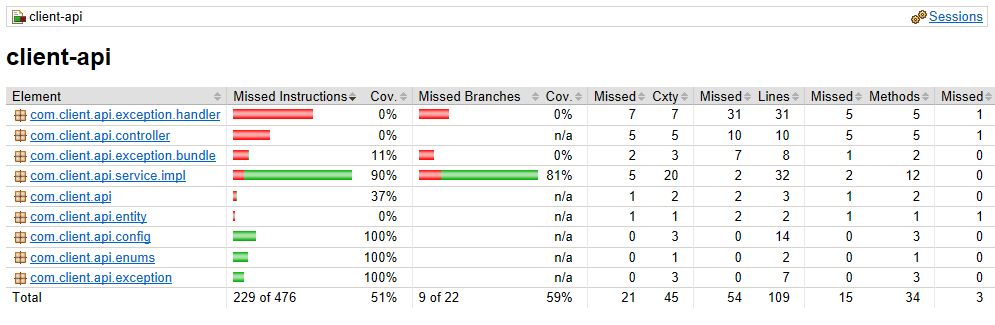 client-api Sessions
client-api
Element Missed Instructions Cov. Missed Branches Cov. Missed Cxty Missed Lines Missed Methods Missed
com.client.api.exception.handler 0% 0% 7 7 31 31 5 5 1
com.client.api.controller 0% n/a 5 5 10 10 5 5 1
com.client.api.exception.bundle 11% 0% 2 3 7 8 1 2 0
com.client.api.service.impl 90% 81% 5 20 2 32 2 12 0
com.client.api 37% n/a 1 2 2 3 1 2 0
com.client.api.entity 0% n/a 1 1 2 2 1 1 1
com.client.api.config 100% n/a 0 3 0 14 0 3 0
com.client.api.enums 100% n/a 0 1 0 2 0 1 0
com.client.api.exception 100% n/a 0 3 0 7 0 3 0
Total 229 of 476 51% 9 of 22 59% 21 45 54 109 15 34 3